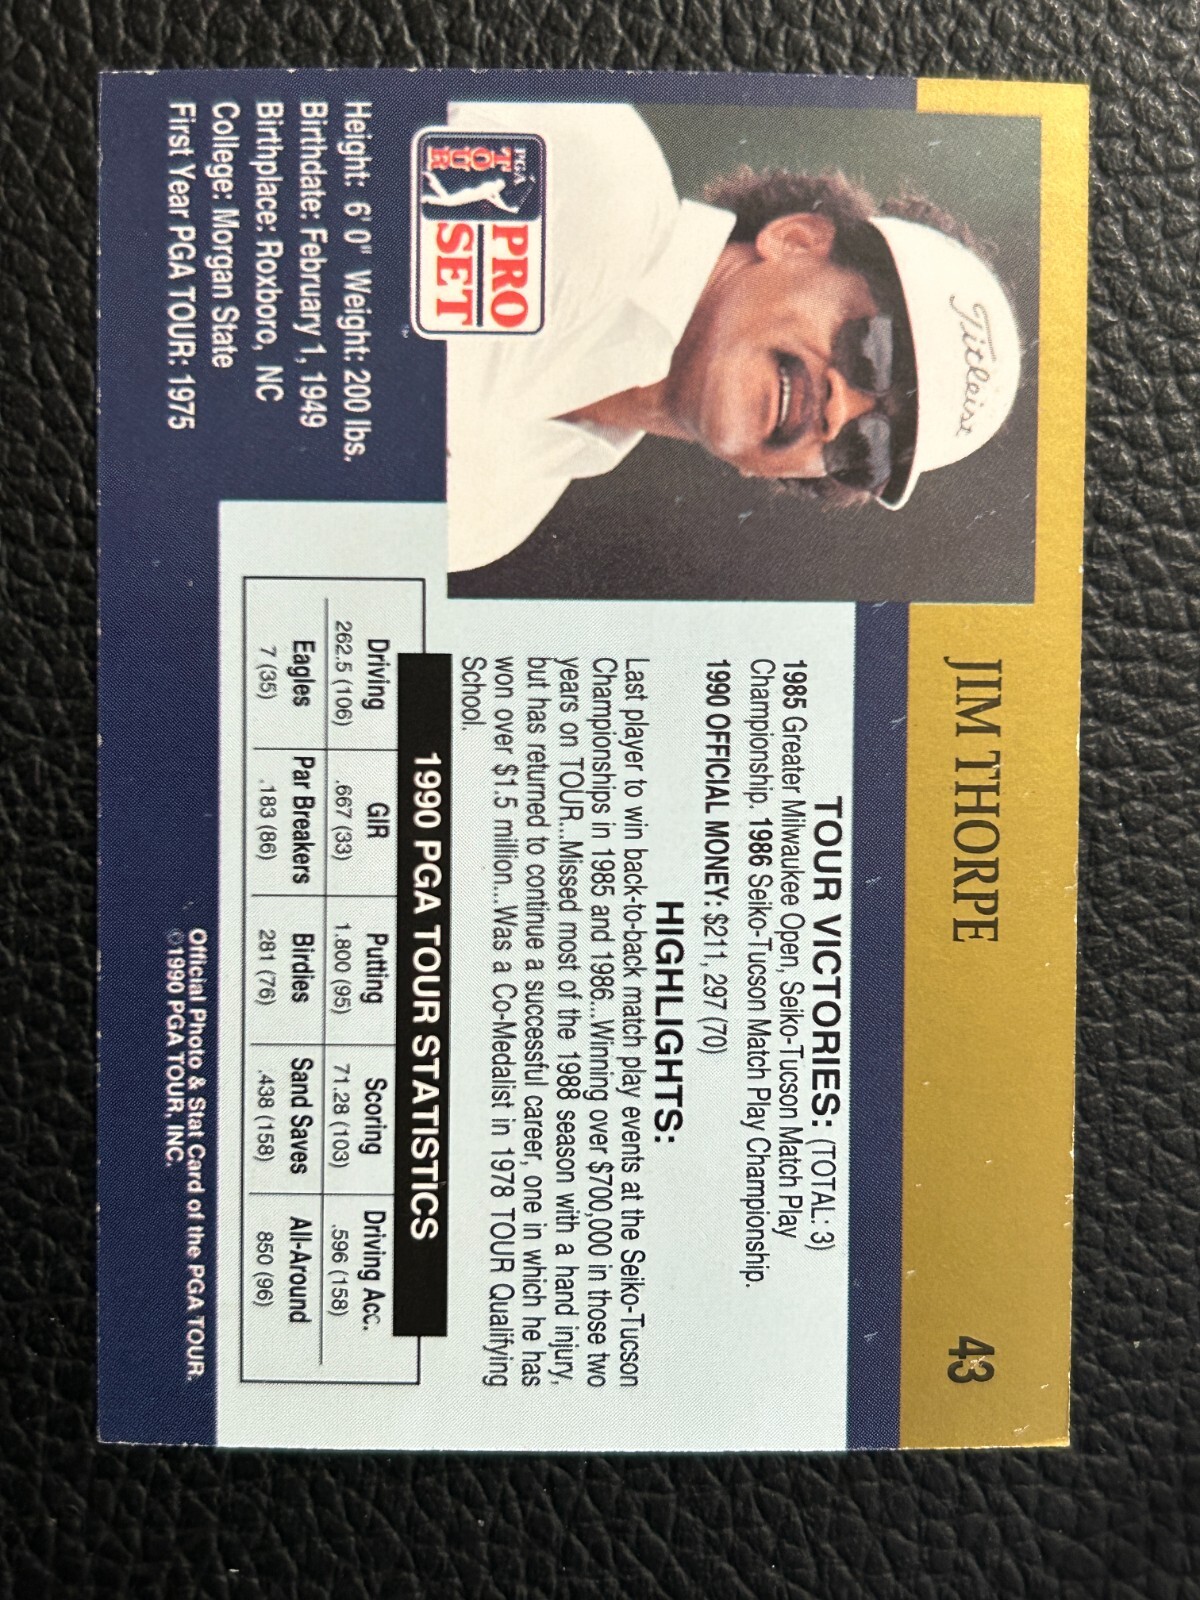 JIM THORPE
43
Titleist
PGA
TOUR
PRO
SET
TM
Height: 6' 0" Weight: 200 lbs.
Birthdate: February 1, 1949
Birthplace: Roxboro, NC
College: Morgan State
First Year PGA TOUR: 1975
TOUR VICTORIES: (TOTAL: 3)
1985 Greater Milwaukee Open, Seiko-Tucson Match Play
Championship. 1986 Seiko-Tucson Match Play Championship.
1990 OFFICIAL MONEY: $211, 297 (70)
HIGHLIGHTS:
Last player to win back-to-back match play events at the Seiko-Tucson
Championships in 1985 and 1986...Winning over $700,000 in those two
years on TOUR...Missed most of the 1988 season with a hand injury,
but has returned to continue a successful career, one in which he has
won over $1.5 million...Was a Co-Medalist in 1978 TOUR Qualifying
School.
1990 PGA TOUR STATISTICS
Driving GIR Putting Scoring Driving Acc.
262.5 (106) .667 (33) 1.800 (95) 71.28 (103) .596 (158)
Eagles Par Breakers Birdies Sand Saves All-Around
7 (35) .183 (86) 281 (76) .438 (158) 850 (96)
Official Photo & Stat Card of the PGA TOUR.
©1990 PGA TOUR, INC.